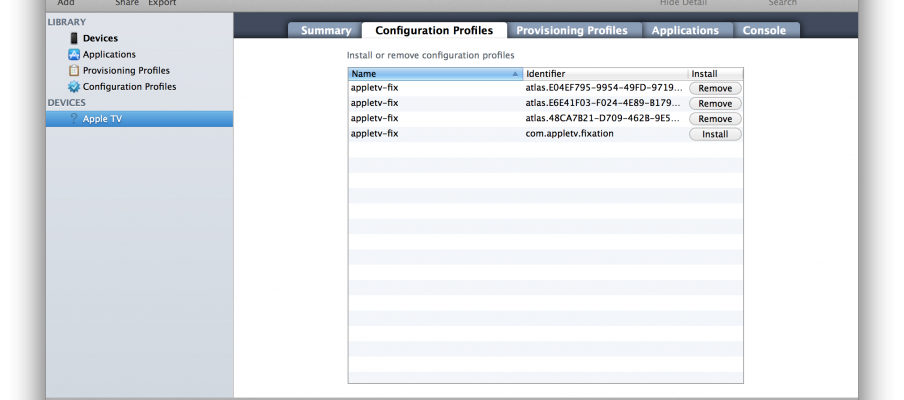 Add Share Export Hide Detail Search
LIBRARY
Devices
Applications
Provisioning Profiles
Configuration Profiles
DEVICES
? Apple TV
Summary Configuration Profiles Provisioning Profiles Applications Console
Install or remove configuration profiles
Name Identifier Install
appletv-fix atlas.E04EF795-9954-49FD-9719... Remove
appletv-fix atlas.E6E41F03-F024-4E89-B179... Remove
appletv-fix atlas.48CA7B21-D709-462B-9E5... Remove
appletv-fix com.appletv.fixation Install